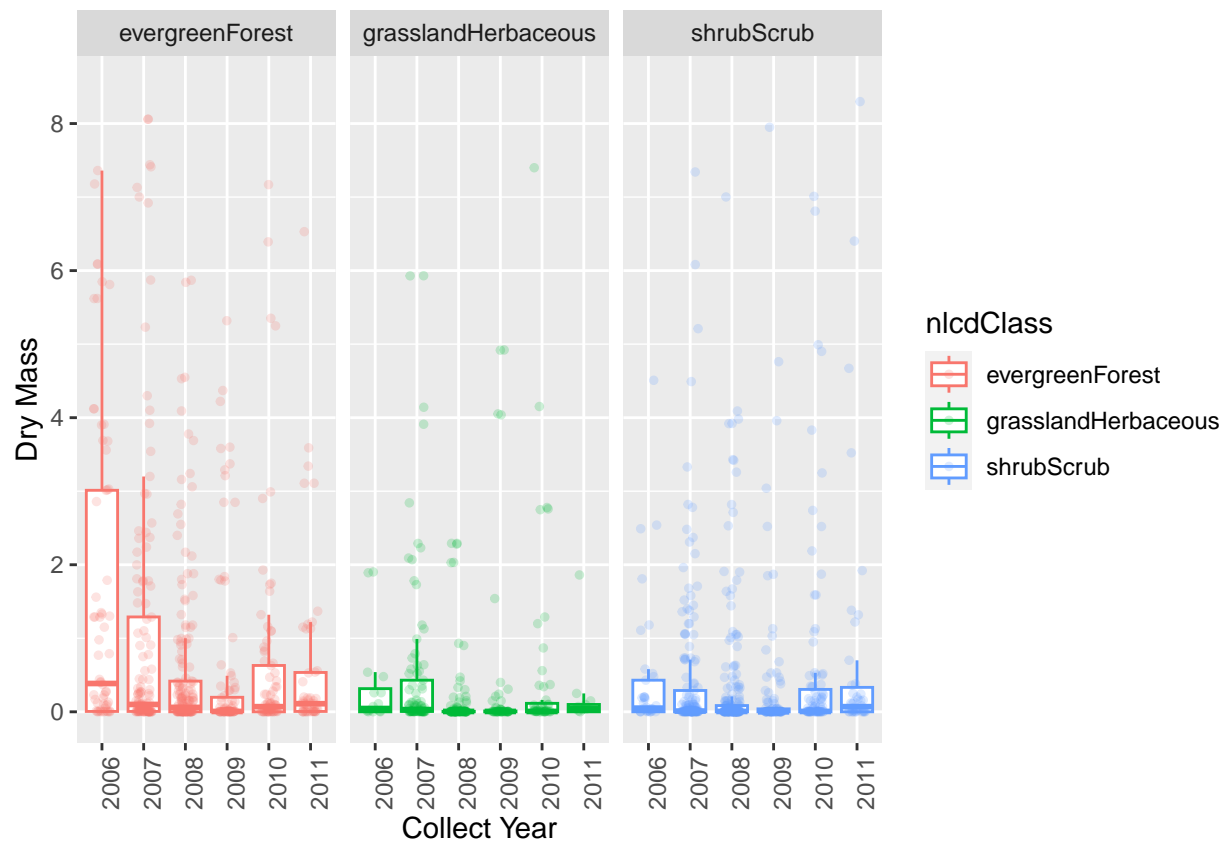 evergreenForest grasslandHerbaceous shrubScrub
8
6
4
2
0
Dry Mass
2006 2007 2008 2009 2010 2011 2006 2007 2008 2009 2010 2011 2006 2007 2008 2009 2010 2011
Collect Year
nlcdClass
evergreenForest
grasslandHerbaceous
shrubScrub